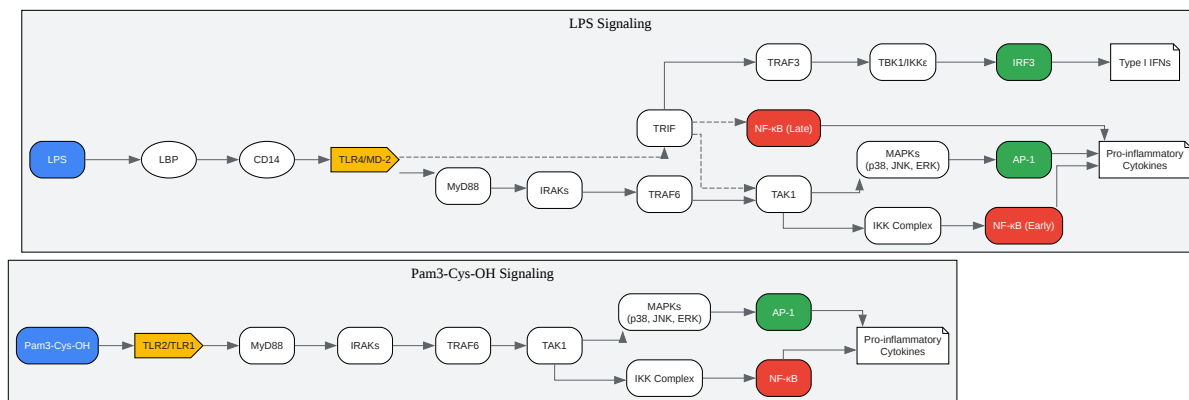 LPS Signaling
TRAF3
TBK1/IKKε
IRF3
Type I IFNs
TRIF
NF-κB (Late)
LPS
LBP
CD14
TLR4/MD-2
MAPKs
(p38, JNK, ERK)
AP-1
Pro-inflammatory
Cytokines
MyD88
IRAKs
TRAF6
TAK1
IKK Complex
NF-κB (Early)
Pam3-Cys-OH Signaling
MAPKs
(p38, JNK, ERK)
AP-1
Pam3-Cys-OH
TLR2/TLR1
MyD88
IRAKs
TRAF6
TAK1
Pro-inflammatory
Cytokines
IKK Complex
NF-κB